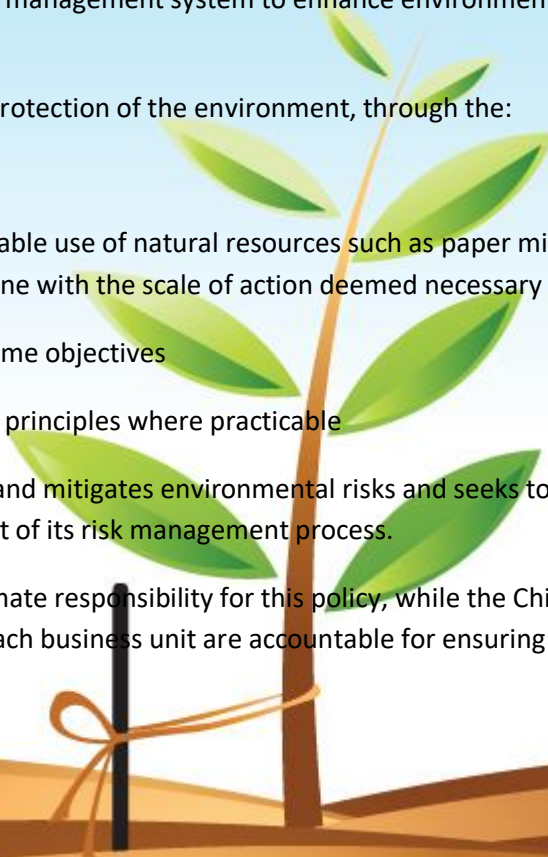 management system to enhance environmen
rotection of the environment, through the:
able use of natural resources such as paper mi
ne with the scale of action deemed necessary
me objectives
principles where practicable
and mitigates environmental risks and seeks to
t of its risk management process.
mate responsibility for this policy, while the Chi
ach business unit are accountable for ensuring